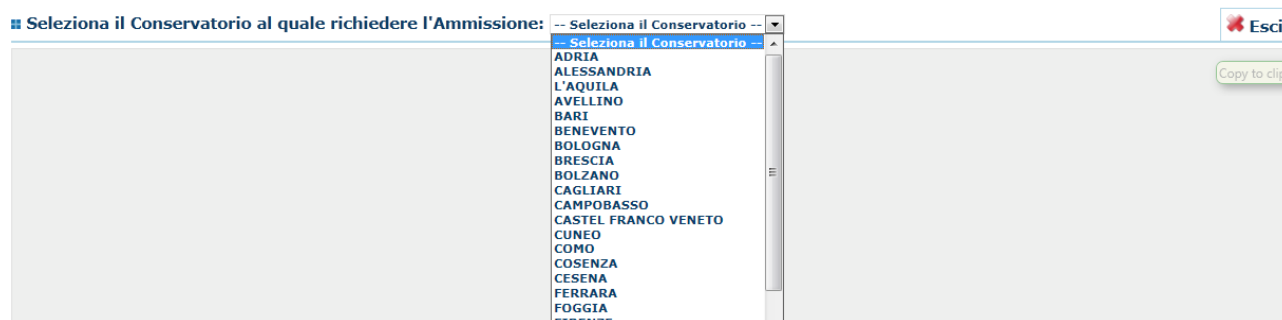 Seleziona il Conservatorio al quale richiedere l'Ammissione: -- Seleziona il Conservatorio --
Esci
-- Seleziona il Conservatorio --
ADRIA
Copy to clip
ALESSANDRIA
L'AQUILA
AVELLINO
BARI
BENEVENTO
BOLOGNA
BRESCIA
BOLZANO
CAGLIARI
CAMPOBASSO
CASTEL FRANCO VENETO
CUNEO
COMO
COSENZA
CESENA
FERRARA
FOGGIA